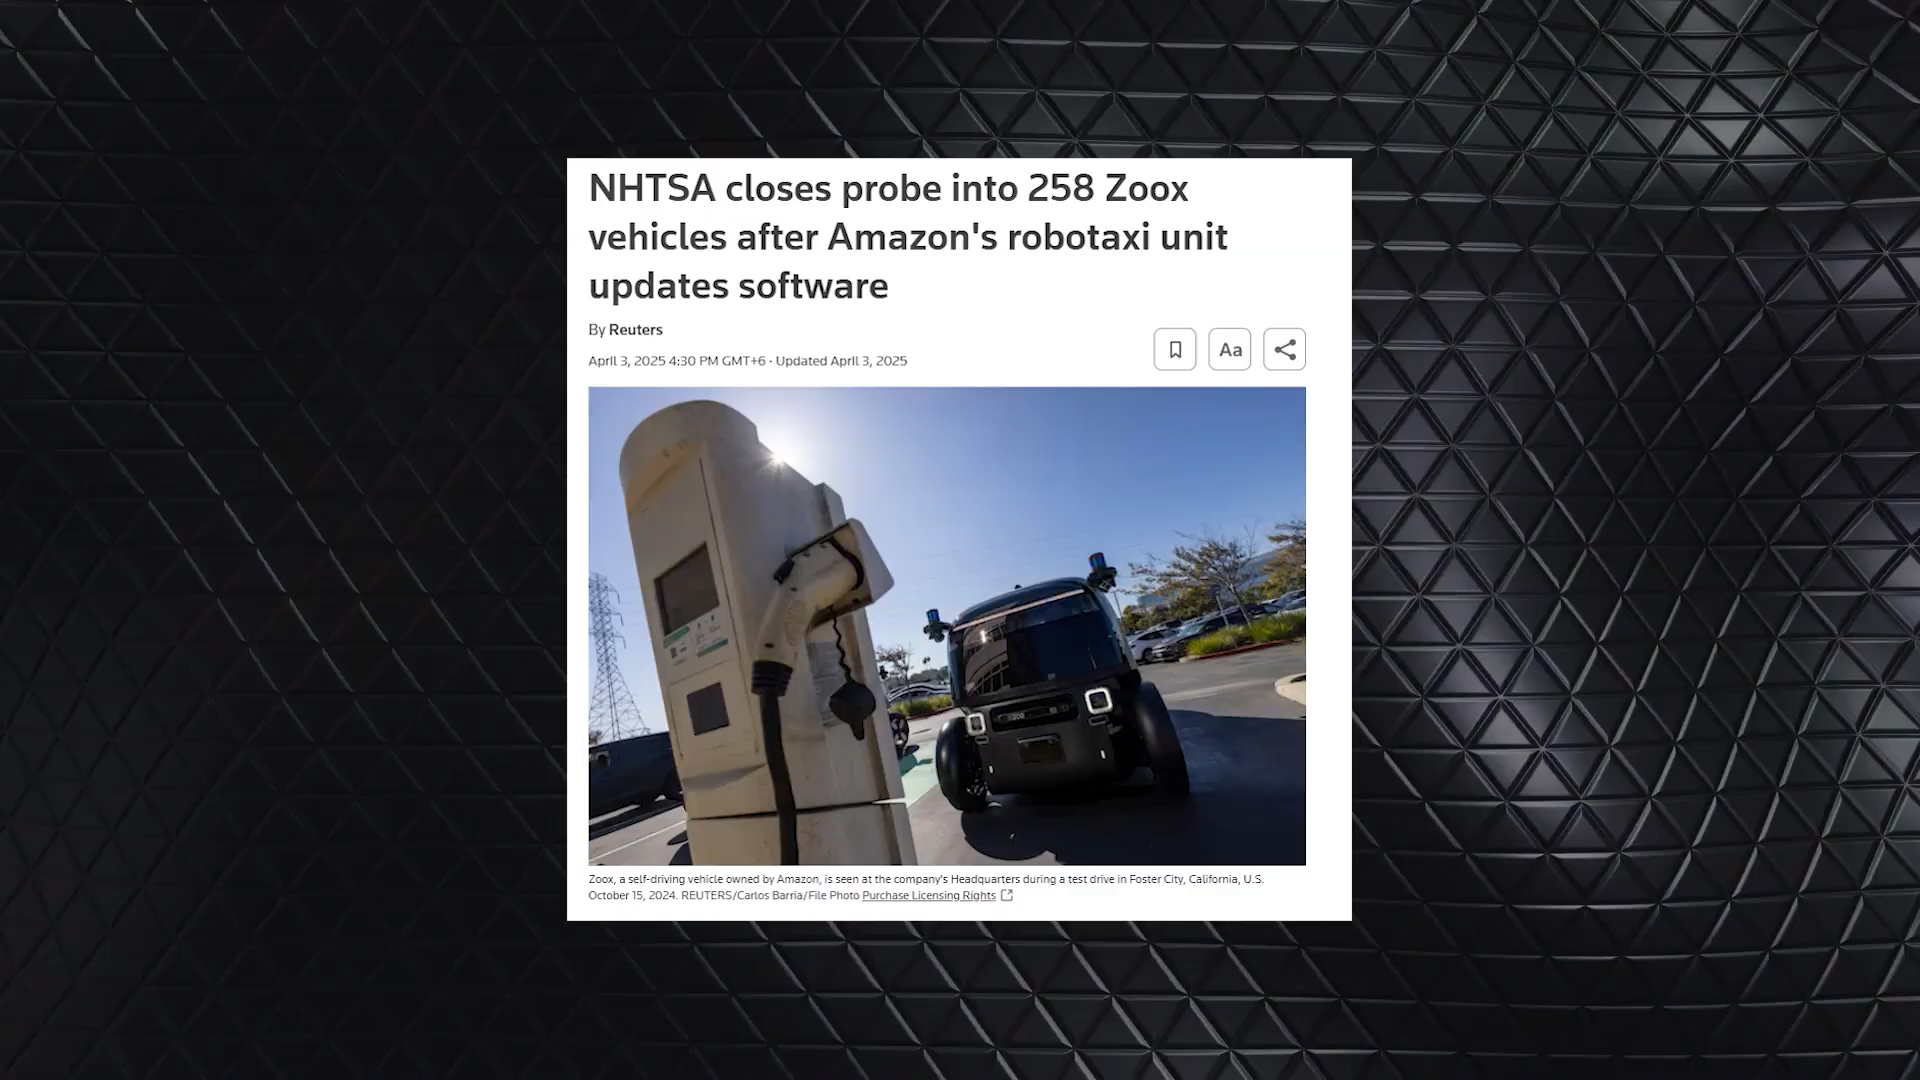 NHTSA closes probe into 258 Zoox
vehicles after Amazon's robotaxi unit
updates software
By Reuters
April 3, 2025 4:30 PM GMT+6 · Updated April 3, 2025
Aa
Zoox, a self-driving vehicle owned by Amazon, is seen at the company's Headquarters during a test drive in Foster City, California, U.S.
October 15, 2024. REUTERS/Carlos Barria/File Photo Purchase Licensing Rights